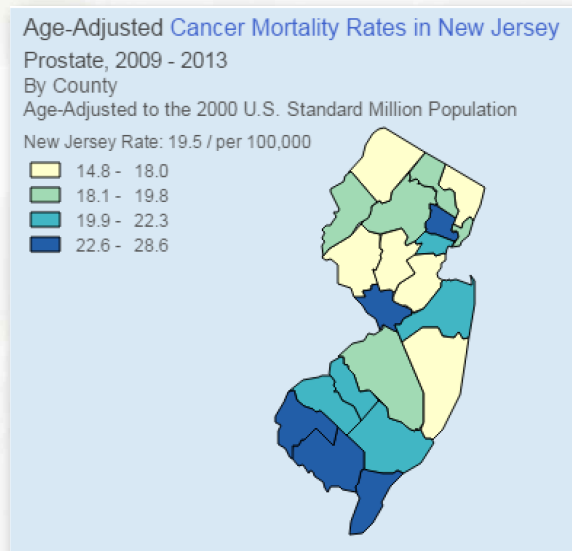 Age-Adjusted Cancer Mortality Rates in New Jersey
Prostate, 2009 - 2013
By County
Age-Adjusted to the 2000 U.S. Standard Million Population
New Jersey Rate: 19.5 / per 100,000
14.8 - 18.0
18.1 - 19.8
19.9 - 22.3
22.6 - 28.6